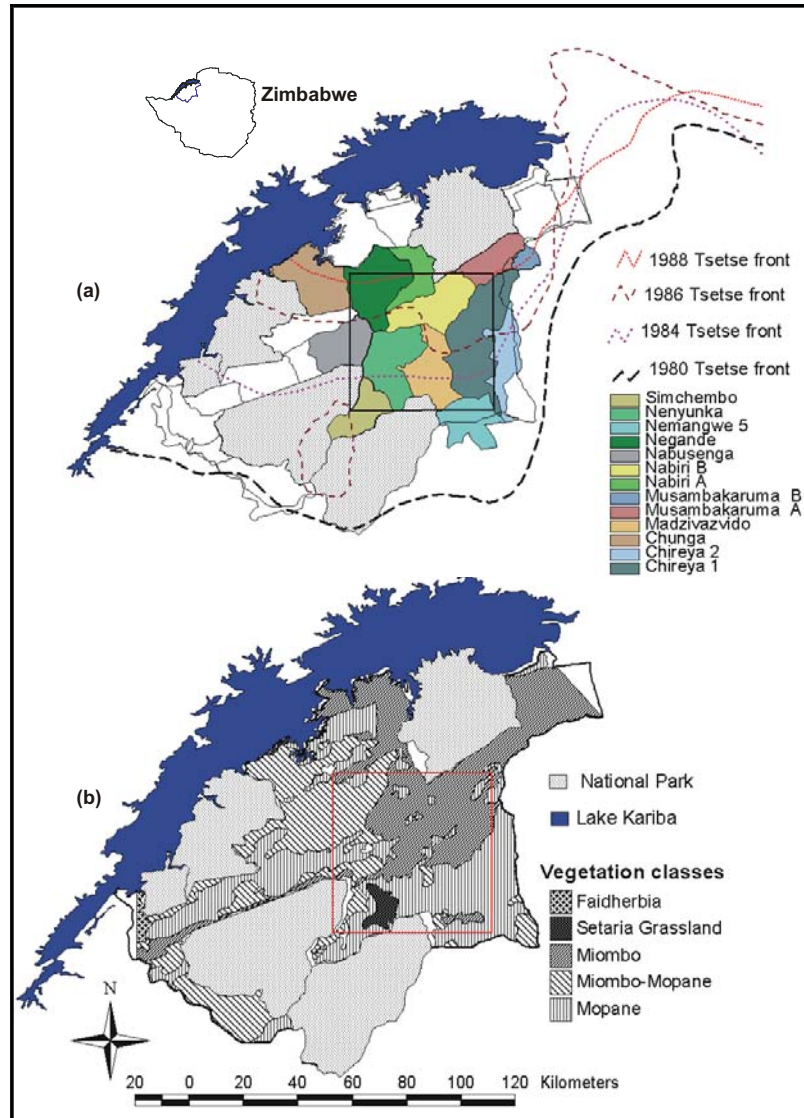 Zimbabwe
(a)
1988 Tsetse front
1986 Tsetse front
1984 Tsetse front
1980 Tsetse front
Simchembo
Nenyunka
Nemangwe 5
Negande
Nabusenga
Nabiri B
Nabiri A
Musambakaruma B
Musambakaruma A
Madzivazvido
Chunga
Chireya 2
Chireya 1
(b)
National Park
Lake Kariba
Vegetation classes
Faidherbia
Setaria Grassland
Miombo
Miombo-Mopane
Mopane
N
20 0 20 40 60 80 100 120 Kilometers